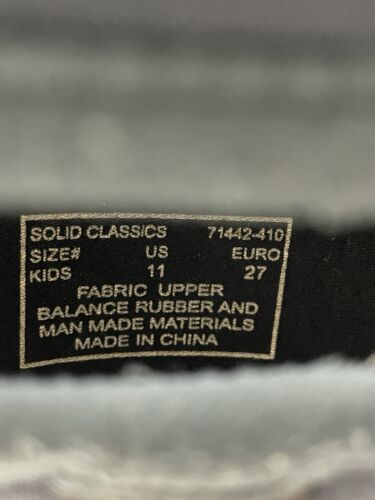 SOLID CLASSICS 71442-410
SIZE# US EURO
KIDS 11 27
FABRIC UPPER
BALANCE RUBBER AND
MAN MADE MATERIALS
MADE IN CHINA